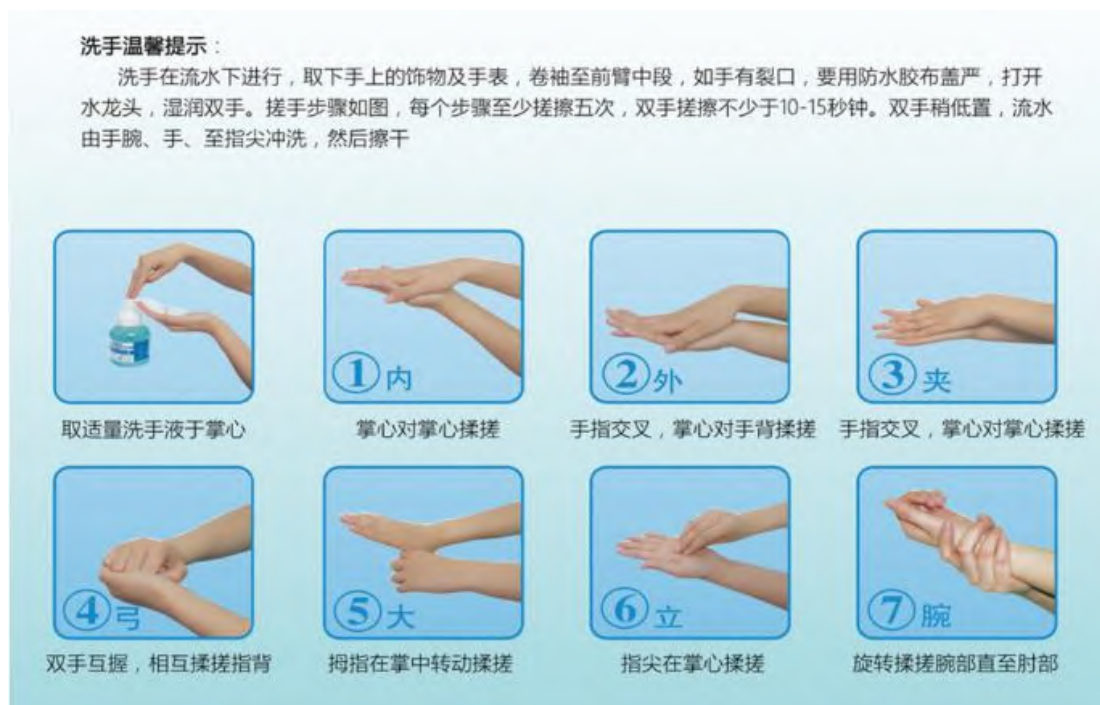 洗手温馨提示：
洗手在流水下进行，取下手上的饰物及手表，卷袖至前臂中段，如手有裂口，要用防水胶布盖严，打开
水龙头，湿润双手。搓手步骤如图，每个步骤至少搓擦五次，双手搓擦不少于10-15秒钟。双手稍低置，流水
由手腕、手、至指尖冲洗，然后擦干
①内
②外
③夹
取适量洗手液于掌心
掌心对掌心揉搓
手指交叉，掌心对手背揉搓
手指交叉，掌心对掌心揉搓
④弓
⑤大
⑥立
⑦腕
双手互握，相互揉搓指背
拇指在掌中转动揉搓
指尖在掌心揉搓
旋转揉搓腕部直至肘部